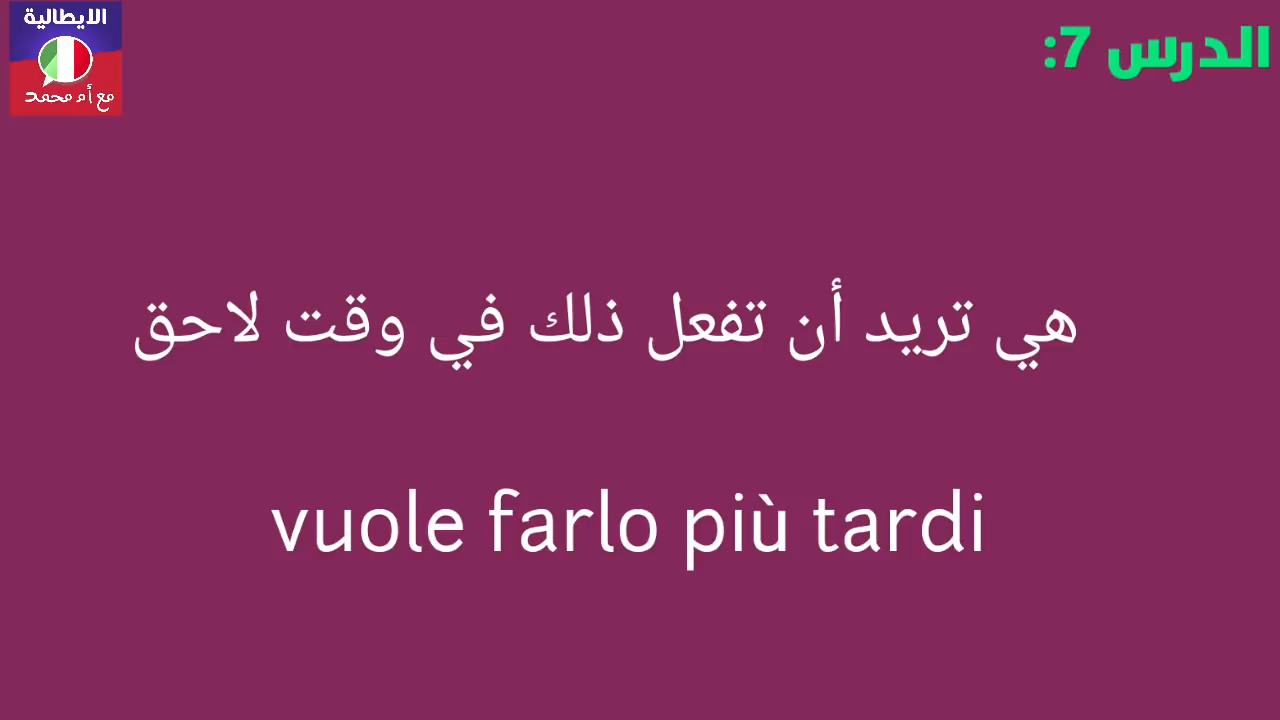 الايطالية
مع أم محمد
الدرس 7:
هي تريد أن تفعل ذلك في وقت لاحق
vuole farlo più tardi